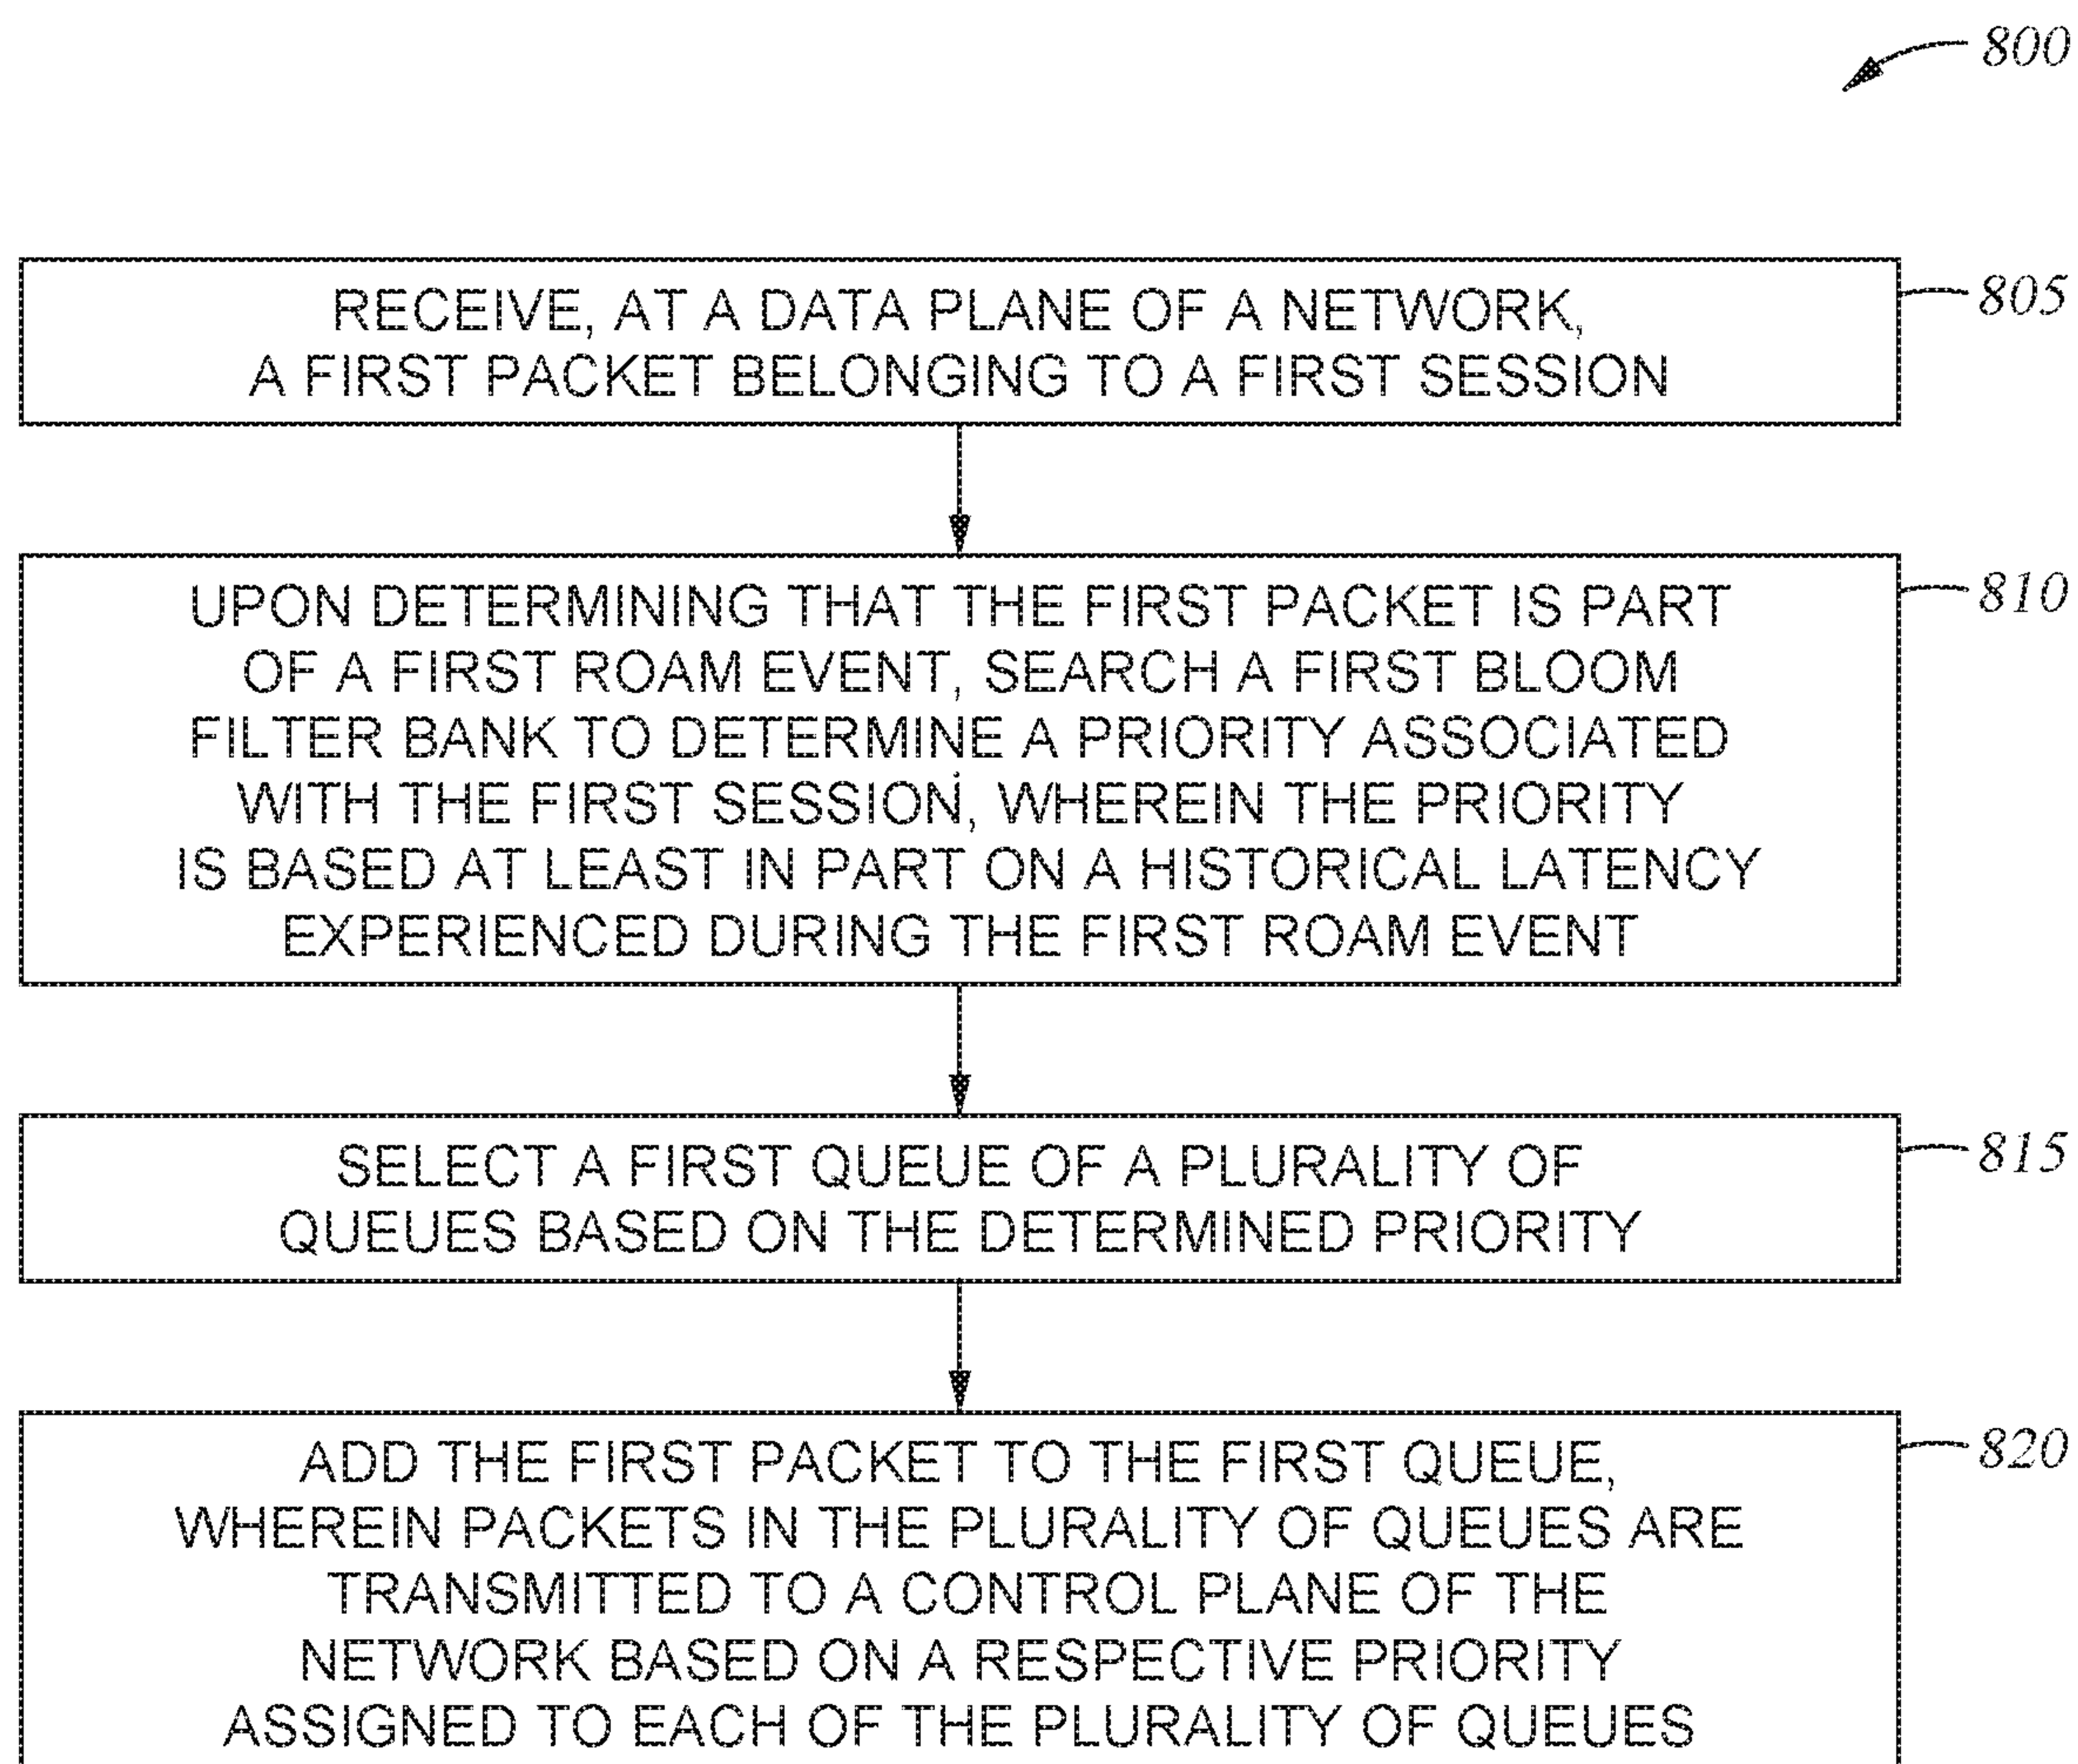 800
RECEIVE, AT A DATA PLANE OF A NETWORK,
A FIRST PACKET BELONGING TO A FIRST SESSION
805
UPON DETERMINING THAT THE FIRST PACKET IS PART
OF A FIRST ROAM EVENT, SEARCH A FIRST BLOOM
FILTER BANK TO DETERMINE A PRIORITY ASSOCIATED
WITH THE FIRST SESSION, WHEREIN THE PRIORITY
IS BASED AT LEAST IN PART ON A HISTORICAL LATENCY
EXPERIENCED DURING THE FIRST ROAM EVENT
810
SELECT A FIRST QUEUE OF A PLURALITY OF
QUEUES BASED ON THE DETERMINED PRIORITY
815
ADD THE FIRST PACKET TO THE FIRST QUEUE,
WHEREIN PACKETS IN THE PLURALITY OF QUEUES ARE
TRANSMITTED TO A CONTROL PLANE OF THE
NETWORK BASED ON A RESPECTIVE PRIORITY
ASSIGNED TO EACH OF THE PLURALITY OF QUEUES
820